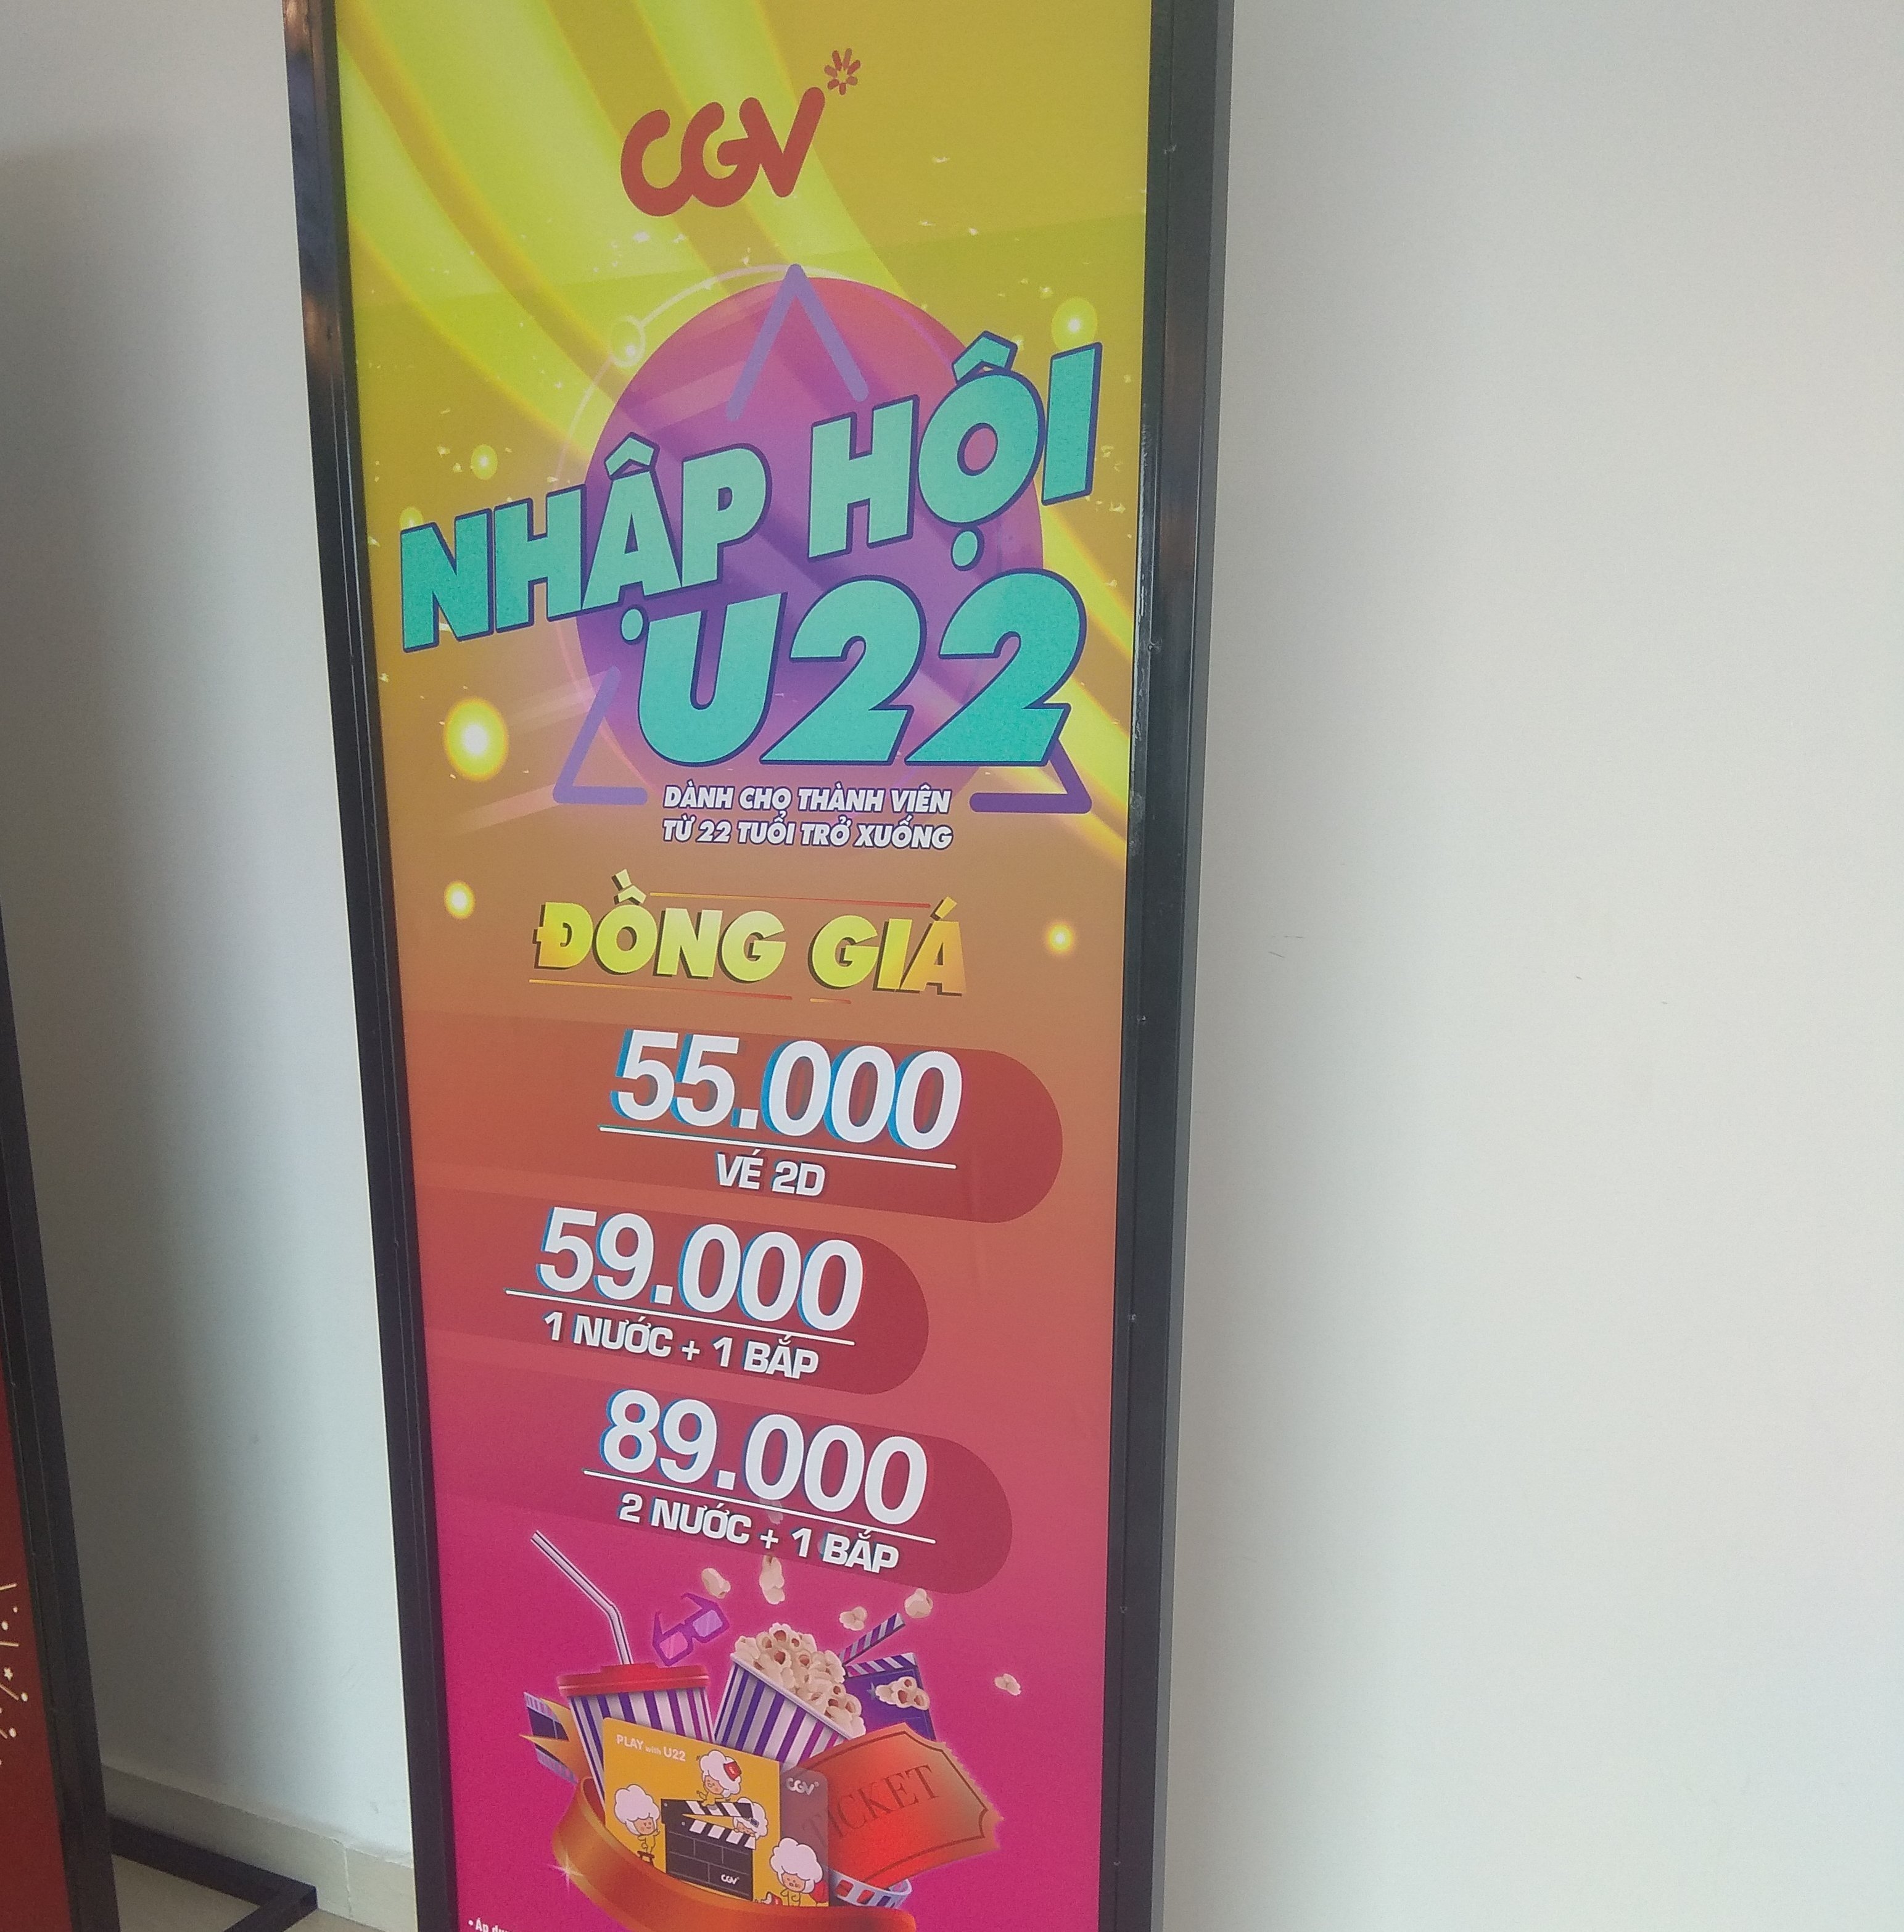 CGV
NHẬP HỘI
U22
DÀNH CHO THÀNH VIÊN
TỪ 22 TUỔI TRỞ XUỐNG
ĐỒNG GIÁ
55.000
VÉ 2D
59.000
1 NƯỚC + 1 BẮP
89.000
2 NƯỚC + 1 BẮP
PLAY with U22
CGV
TICKET
CGV